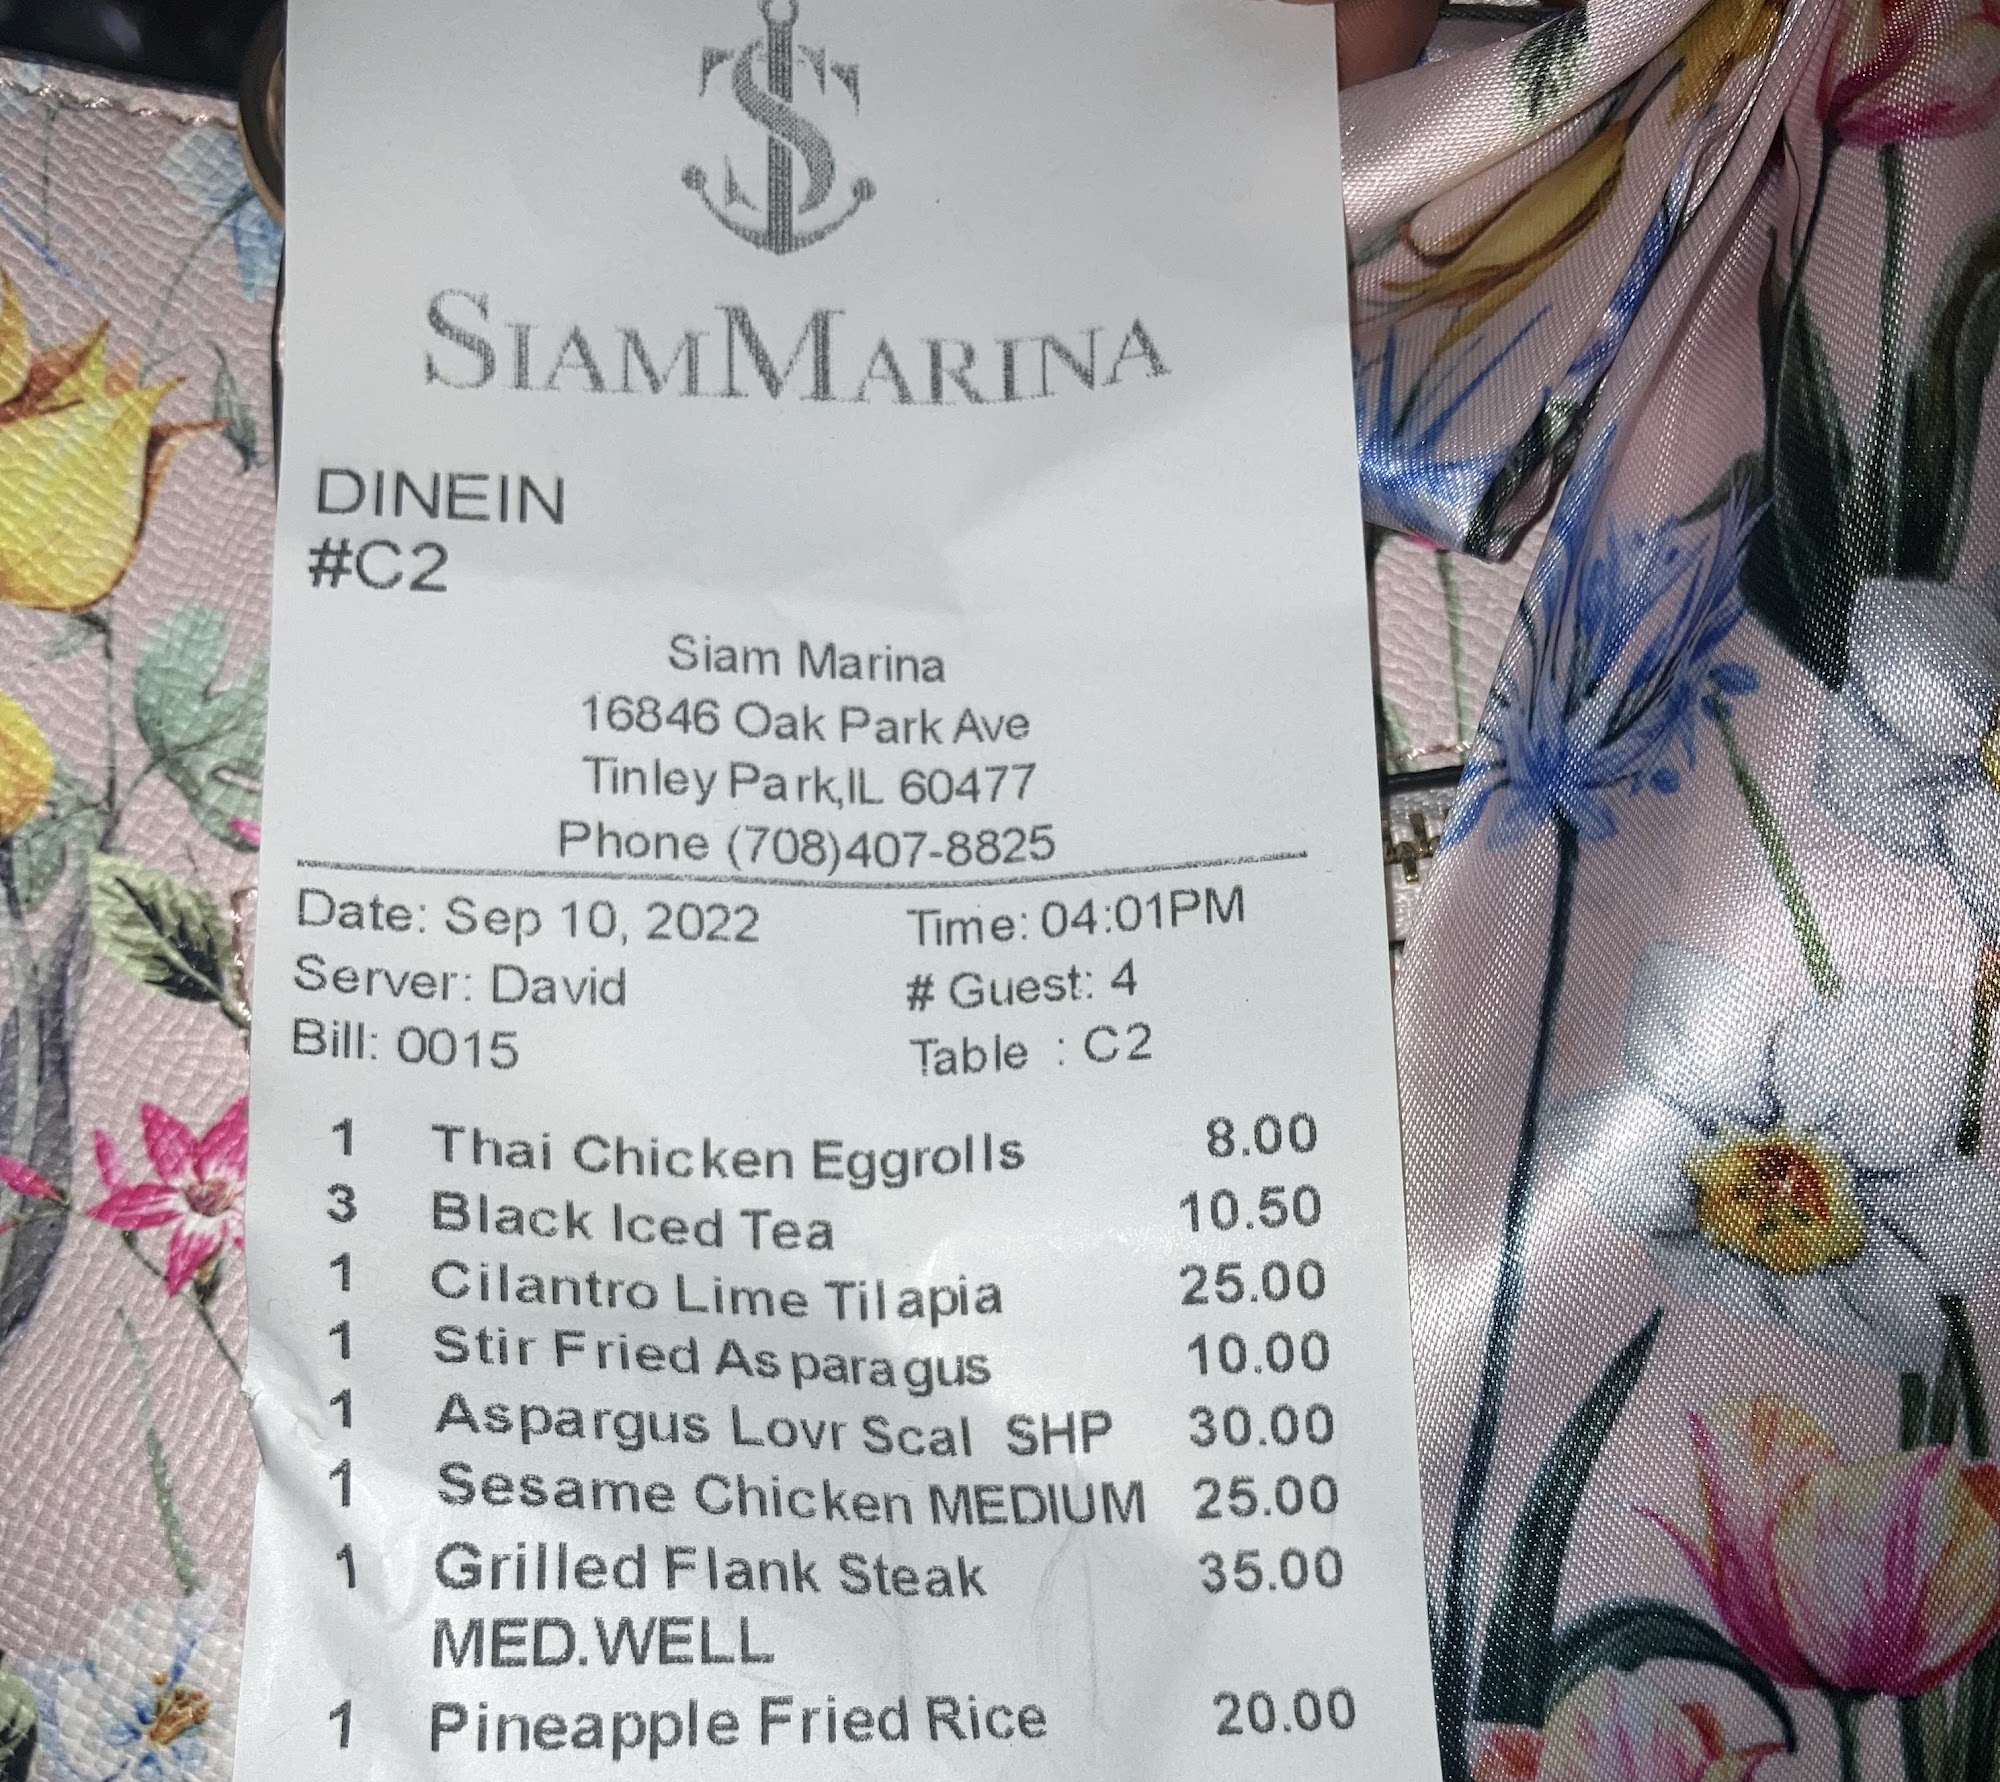 TS
SIAMMARINA
DINEIN
#C2
Siam Marina
16846 Oak Park Ave
Tinley Park,IL 60477
Phone (708)407-8825
Date: Sep 10, 2022 Time: 04:01PM
Server: David # Guest: 4
Bill: 0015 Table : C2
1 Thai Chicken Eggrolls 8.00
3 Black Iced Tea 10.50
1 Cilantro Lime Tilapia 25.00
1 Stir Fried Asparagus 10.00
1 Aspargus Lovr Scal SHP 30.00
1 Sesame Chicken MEDIUM 25.00
1 Grilled Flank Steak 35.00
MED.WELL
1 Pineapple Fried Rice 20.00